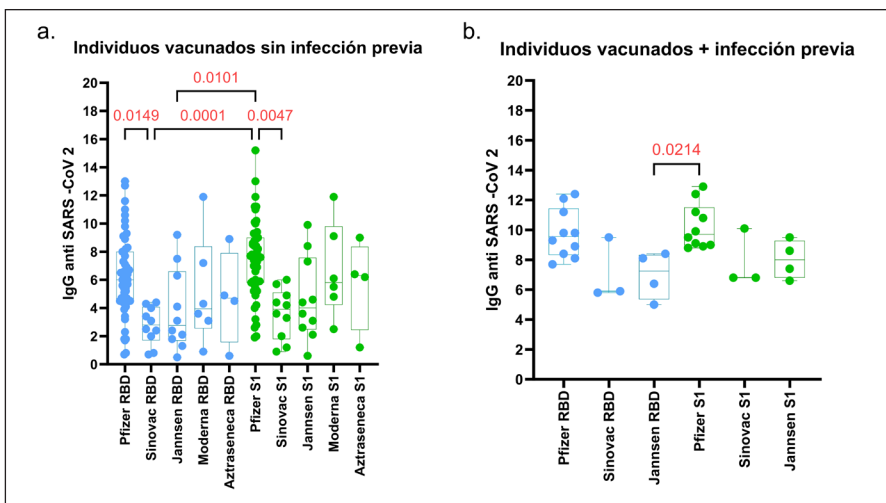 a.
Individuos vacunados sin infección previa
IgG anti SARS -CoV 2
20
18
16
14
12
10
8
6
4
2
0
0.0101
0.0149
0.0001
0.0047
Pfizer RBD
Sinovac RBD
Jannsen RBD
Moderna RBD
Aztraseneca RBD
Pfizer S1
Sinovac S1
Jannsen S1
Moderna S1
Aztraseneca S1
b.
Individuos vacunados + infección previa
IgG anti SARS -CoV 2
20
18
16
14
12
10
8
6
4
2
0
0.0214
Pfizer RBD
Sinovac RBD
Jannsen RBD
Pfizer S1
Sinovac S1
Jannsen S1